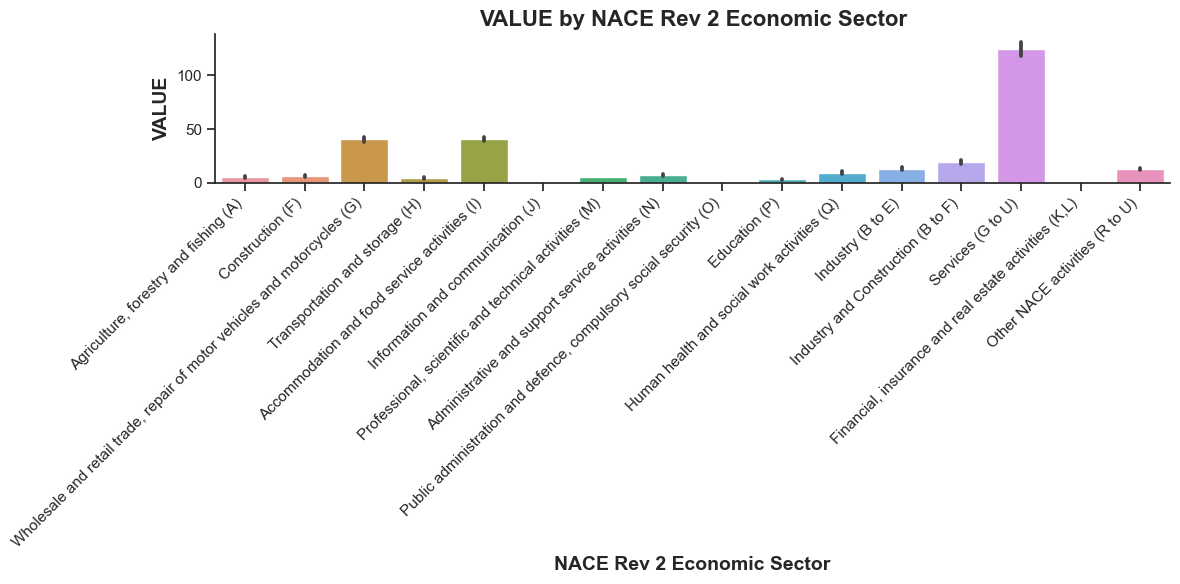 VALUE by NACE Rev 2 Economic Sector
VALUE
100
50
0
Agriculture, forestry and fishing (A)
Construction (F)
Wholesale and retail trade, repair of motor vehicles and motorcycles (G)
Transportation and storage (H)
Accommodation and food service activities (I)
Information and communication (J)
Professional, scientific and technical activities (M)
Administrative and support service activities (N)
Public administration and defence, compulsory social security (O)
Education (P)
Human health and social work activities (Q)
Industry (B to E)
Industry and Construction (B to F)
Services (G to U)
Financial, insurance and real estate activities (K,L)
Other NACE activities (R to U)
NACE Rev 2 Economic Sector